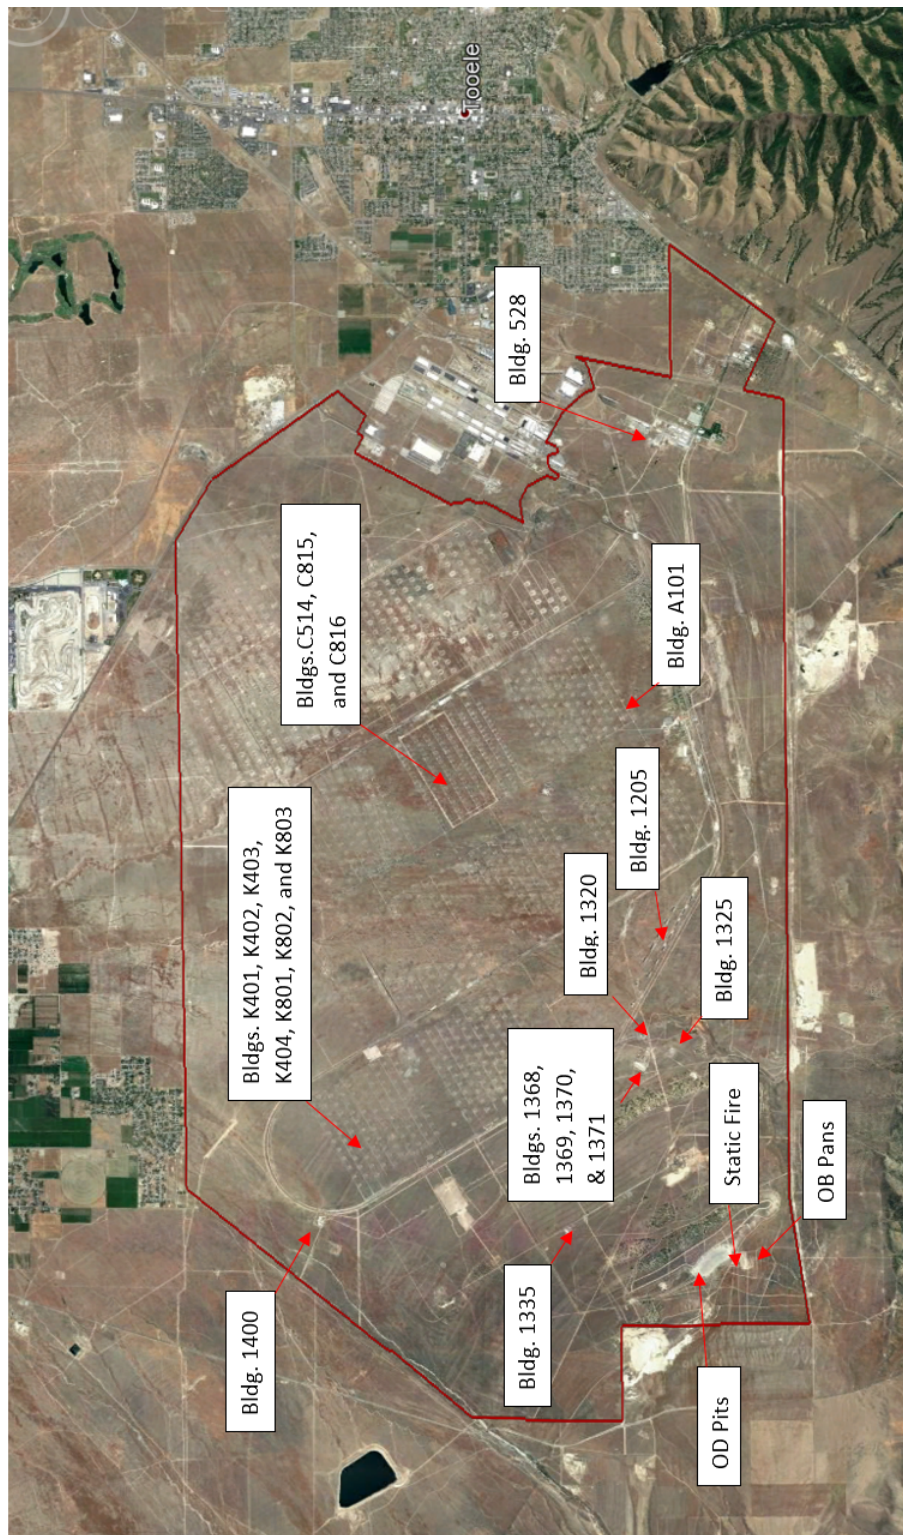 Bldg. 1400
Bldgs. K401, K402, K403,
K404, K801, K802, and K803
Bldgs.C514, C815,
and C816
Tooele
Bldg. 1335
Bldg. 528
Bldgs. 1368,
1369, 1370,
& 1371
Bldg. 1320
Bldg. 1205
Bldg. A101
OD Pits
Static Fire
Bldg. 1325
OB Pans